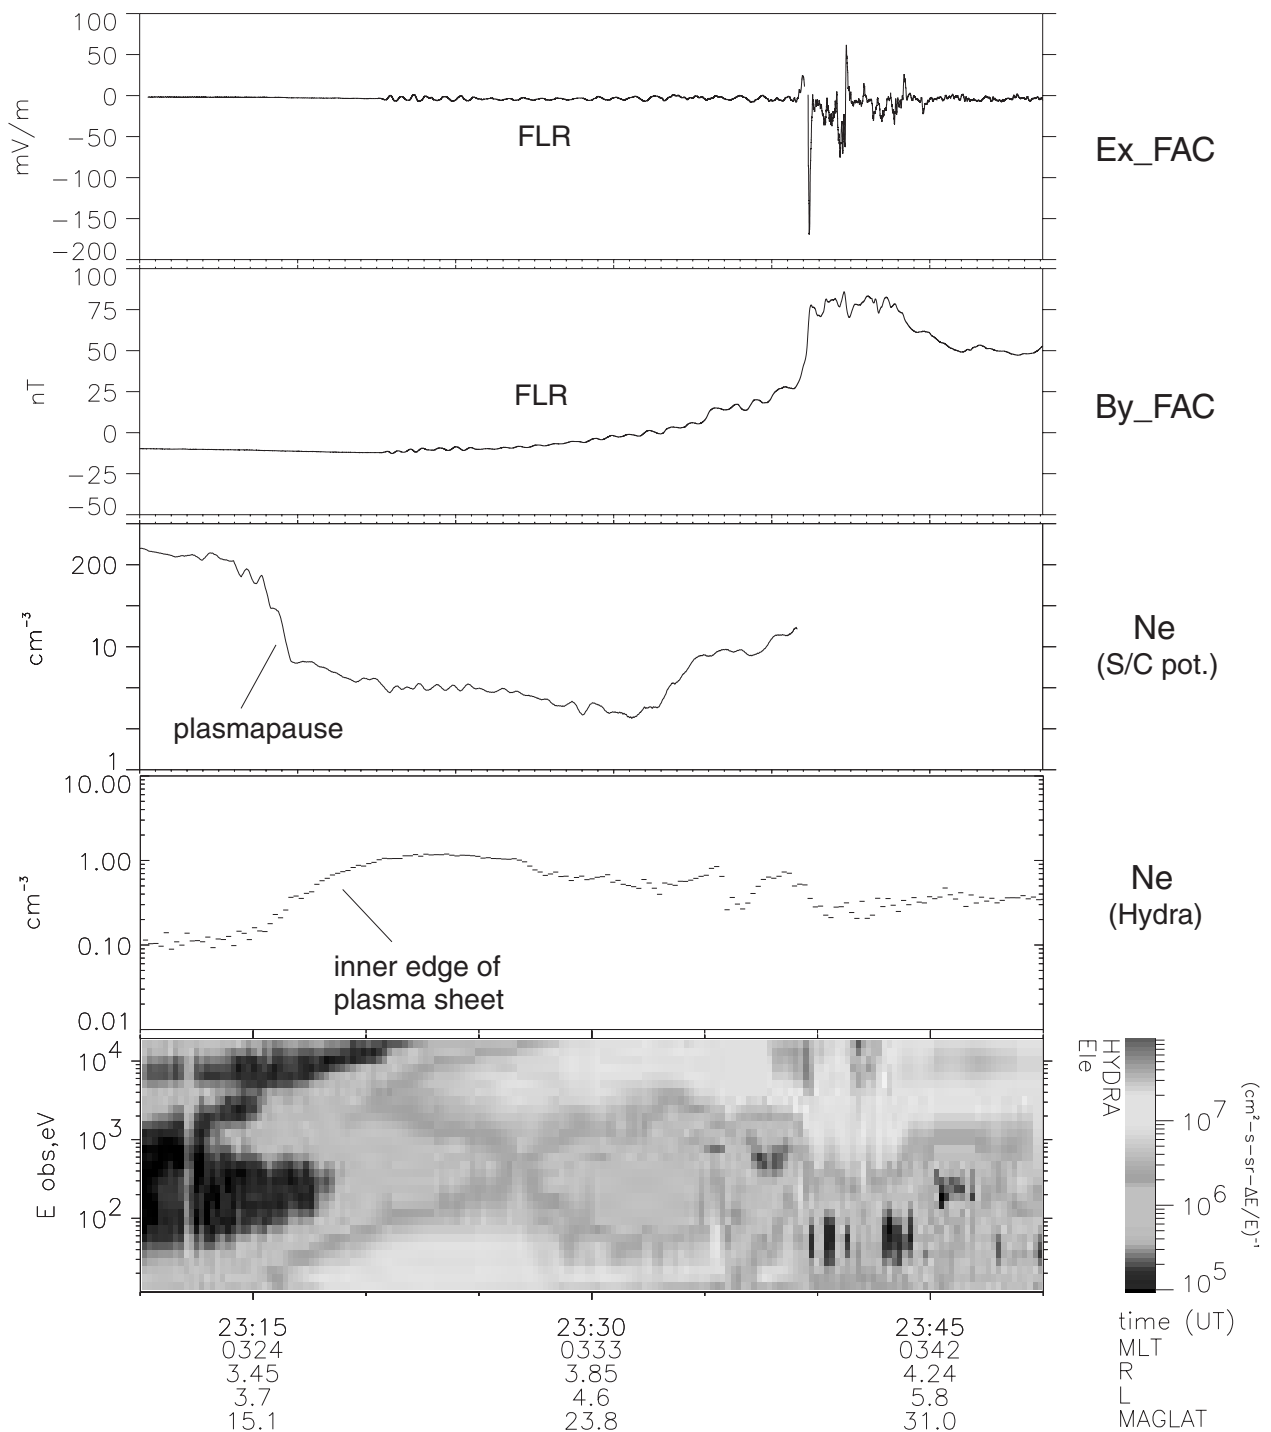 100
50
0
−50
−100
−150
−200
mV/m
FLR
Ex_FAC
100
75
50
25
0
−25
−50
nT
FLR
By_FAC
200
10
1
cm⁻³
plasmapause
Ne
(S/C pot.)
10.00
1.00
0.10
0.01
cm⁻³
inner edge of
plasma sheet
Ne
(Hydra)
10⁴
10³
10²
E obs,eV
HYDRA
Ele
10⁷
10⁶
10⁵
(cm²−s−sr−ΔE/E)⁻¹
23:15 23:30 23:45 time (UT)
0324 0333 0342 MLT
3.45 3.85 4.24 R
3.7 4.6 5.8 L
15.1 23.8 31.0 MAGLAT